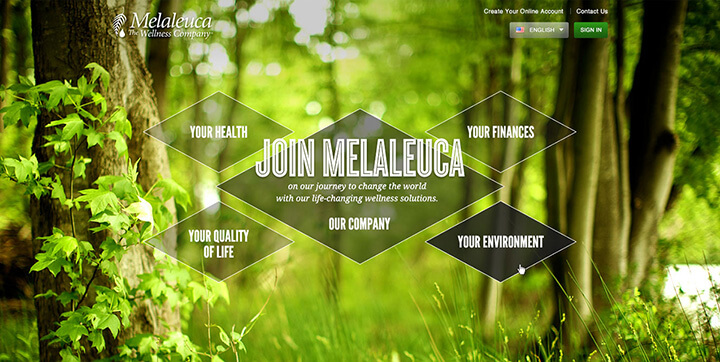 Melaleuca
The Wellness Company
Create Your Online Account
Contact Us
ENGLISH
SIGN IN
YOUR HEALTH
YOUR FINANCES
JOIN MELALEUCA
on our journey to change the world
with our life-changing wellness solutions.
OUR COMPANY
YOUR QUALITY
OF LIFE
YOUR ENVIRONMENT